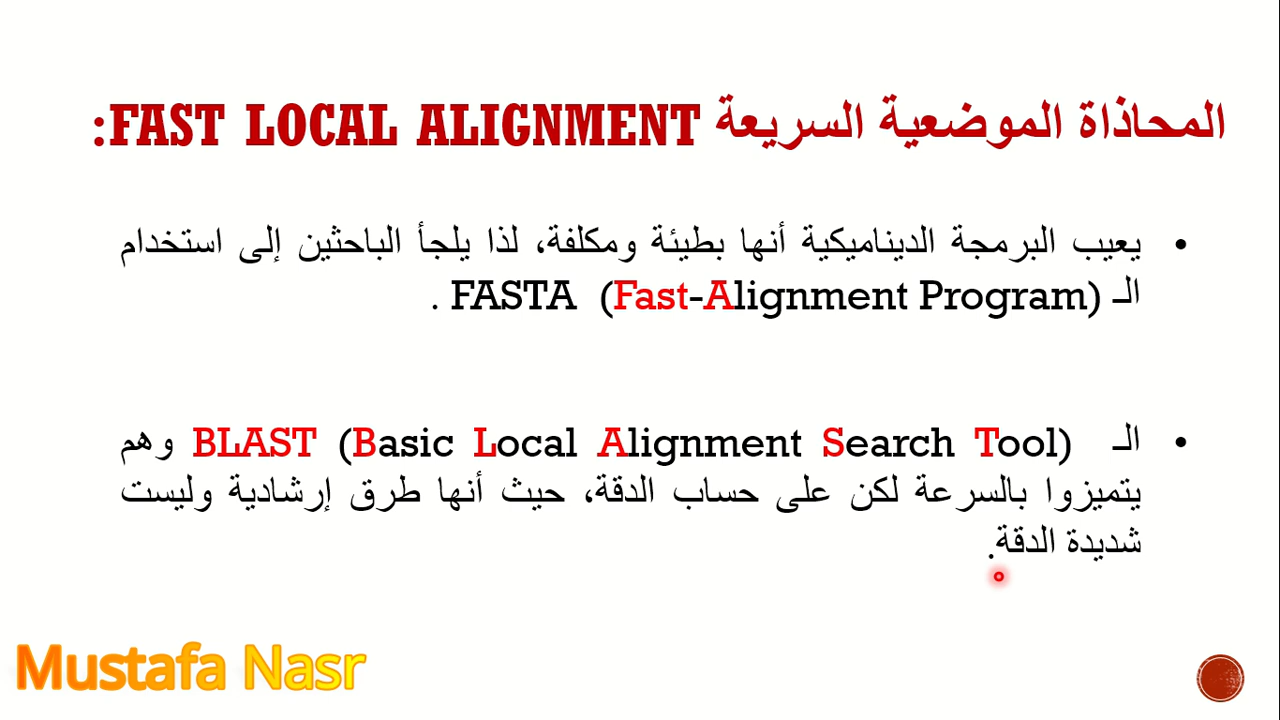 المحاذاة الموضعية السريعة FAST LOCAL ALIGNMENT:
• يعيب البرمجة الديناميكية أنها بطيئة ومكلفة، لذا يلجأ الباحثين إلى استخدام
الـ FASTA (Fast-Alignment Program) .
• الـ BLAST (Basic Local Alignment Search Tool) وهم
يتميزوا بالسرعة لكن على حساب الدقة، حيث أنها طرق إرشادية وليست
شديدة الدقة.
Mustafa Nasr